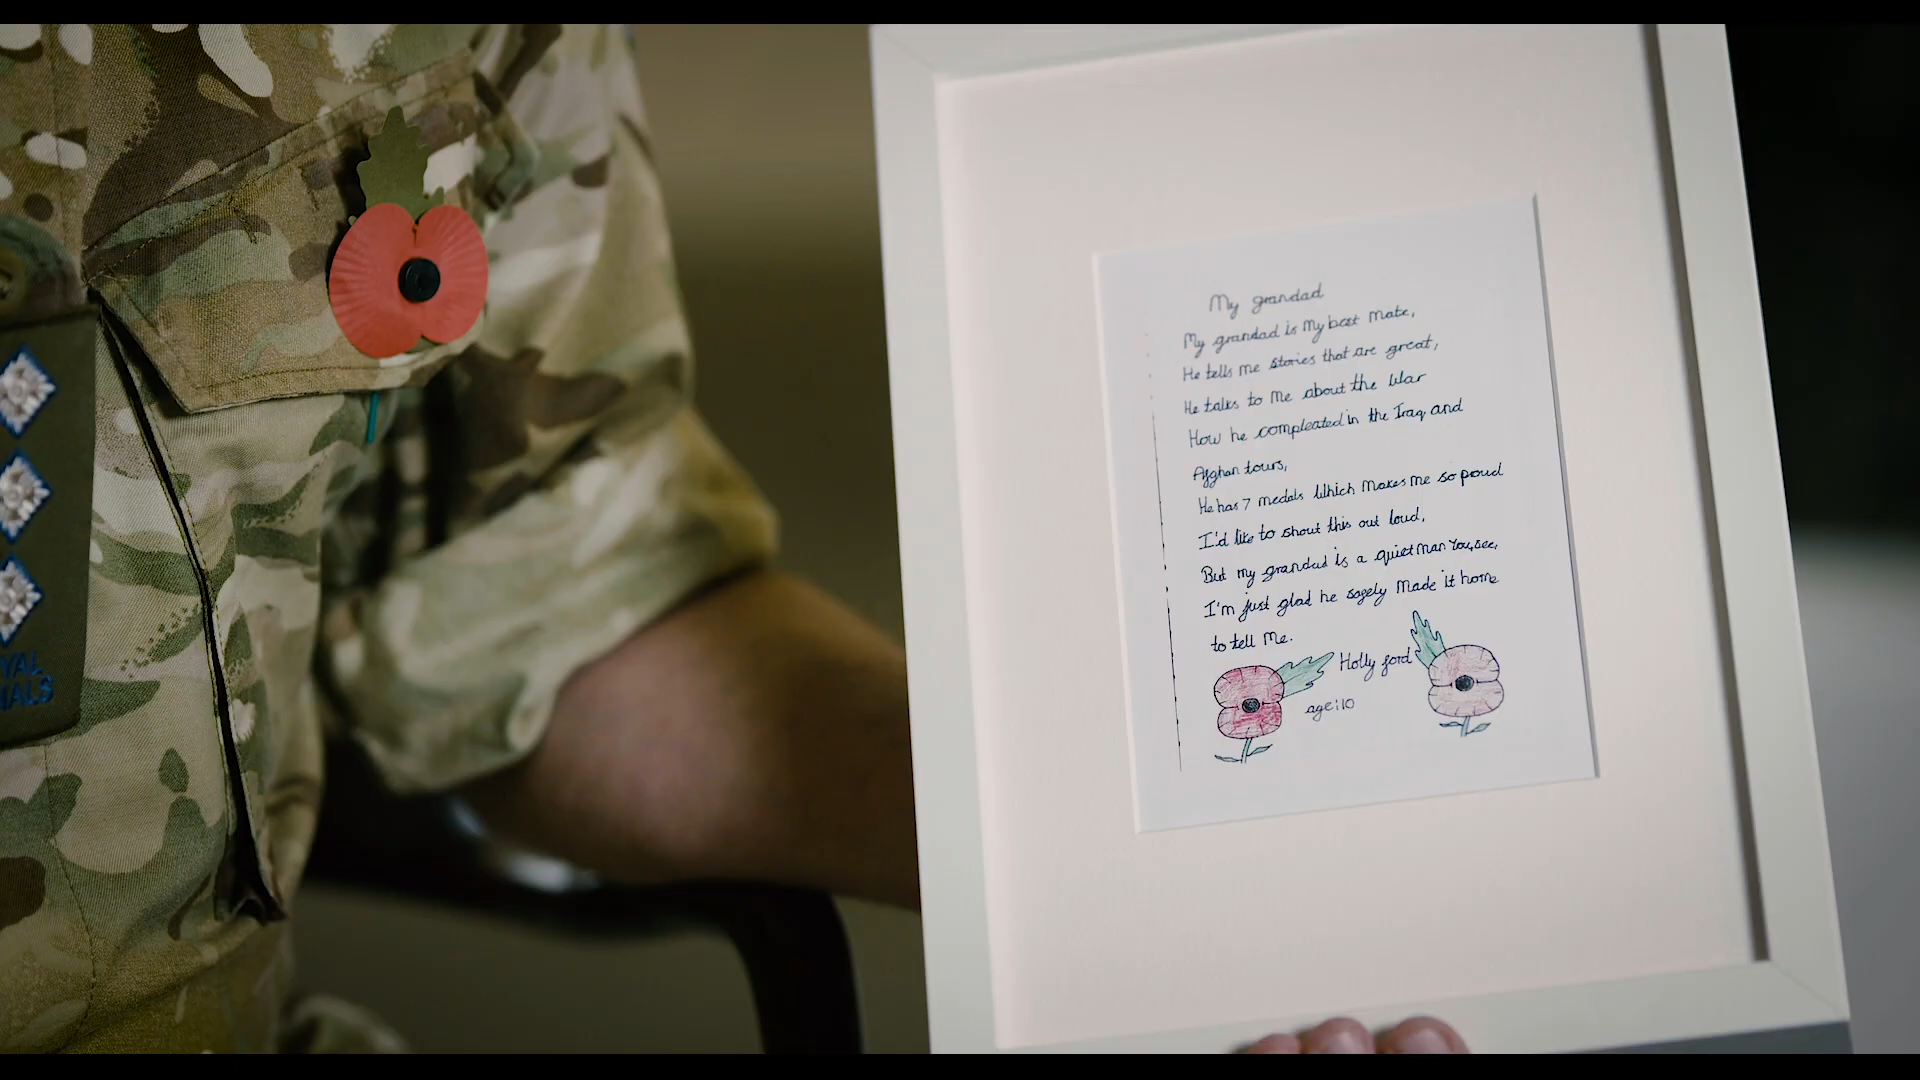 YAL
NALS
My grandad
My grandad is my best mate,
He tells me stories that are great,
He talks to me about the war
How he compleated in the Iraq and
Afghan tours,
He has 7 medals which makes me so proud
I'd like to shout this out loud,
But my grandad is a quiet man you see,
I'm just glad he sagely made it home
to tell me.
Holly ford
age:10